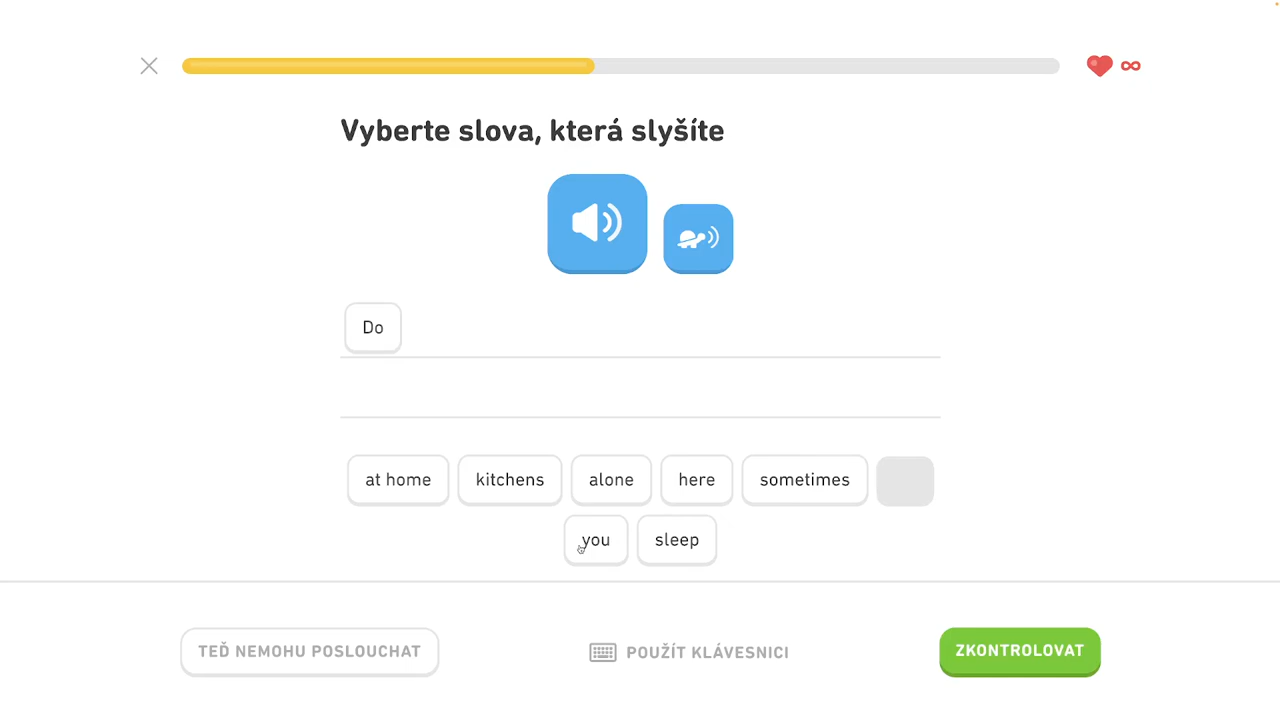 Vyberte slova, která slyšíte
Do
at home kitchens alone here sometimes
you sleep
TEĎ NEMOHU POSLOUCHAT POUŽÍT KLÁVESNICI ZKONTROLOVAT